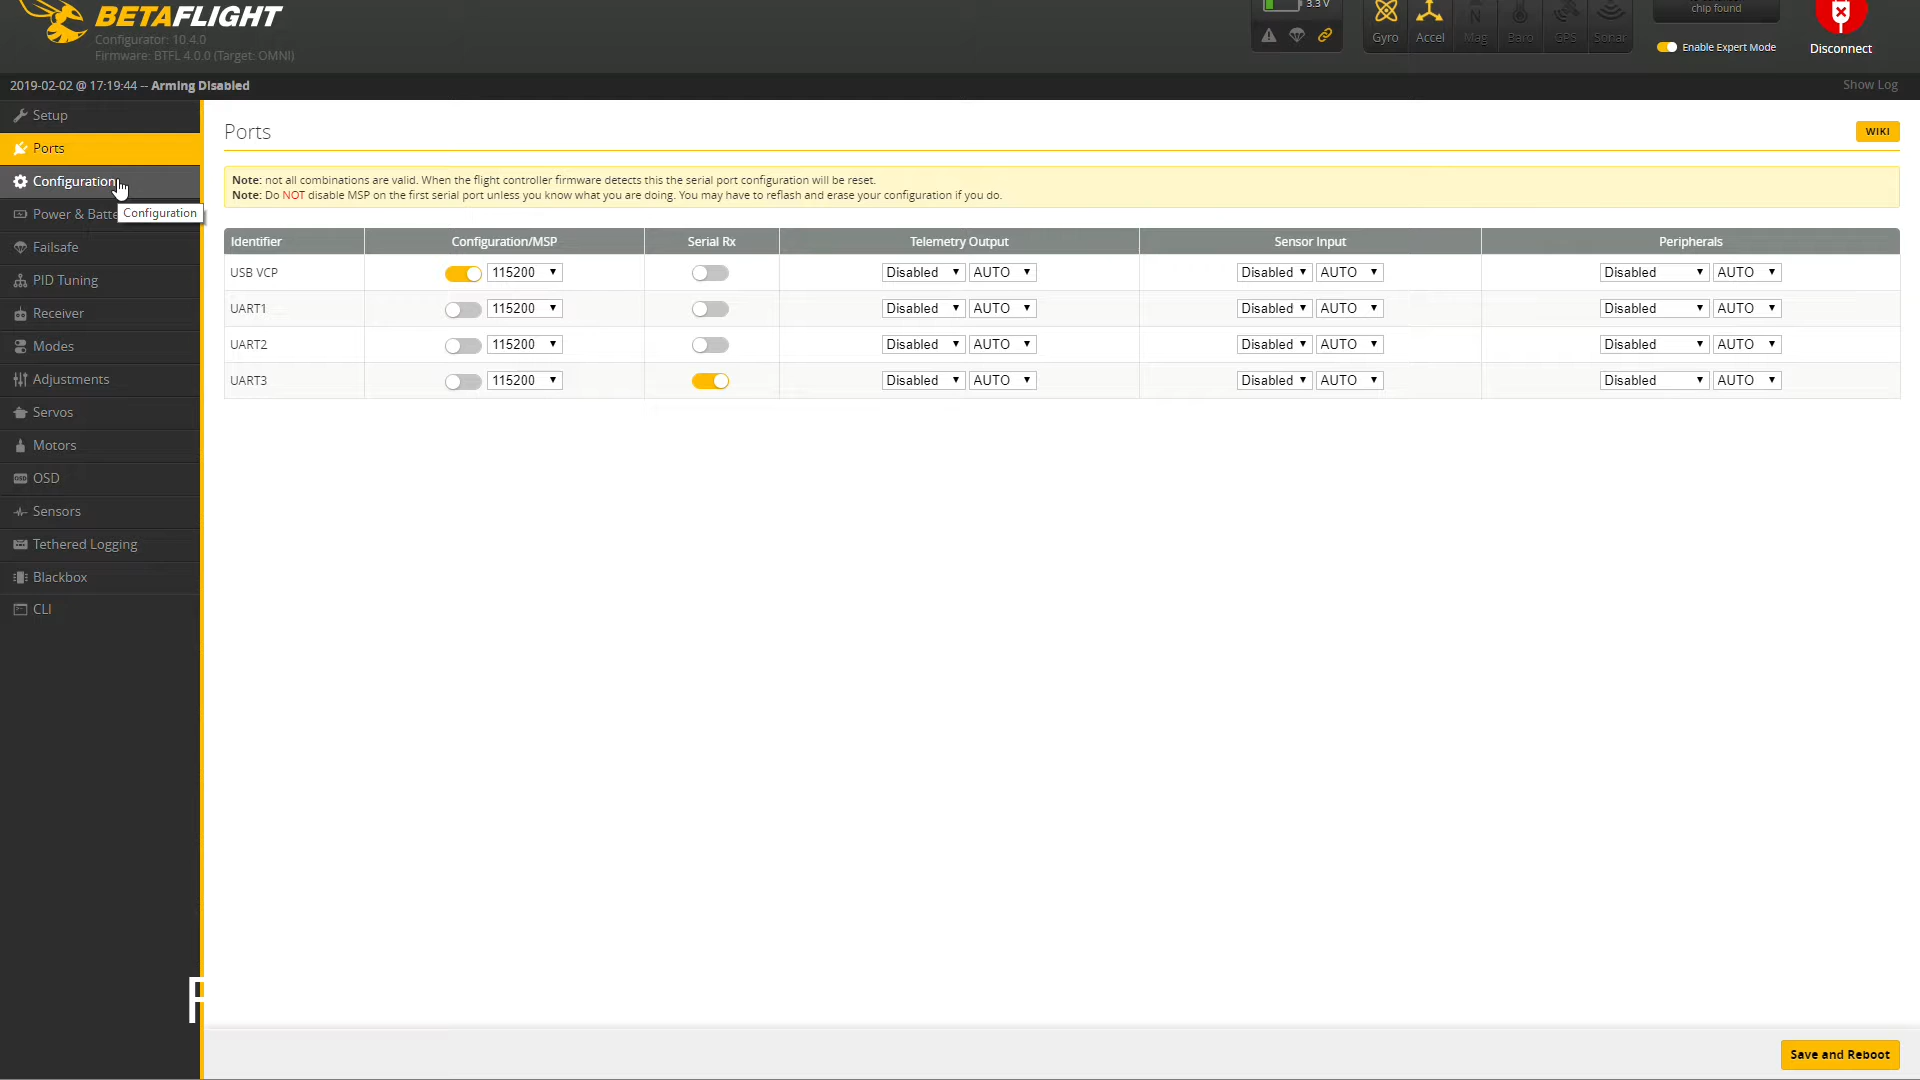 BETAFLIGHT
Configurator: 10.4.0
Firmware: BTFL 4.0.0 (Target: OMNI)
3.3 V
Gyro Accel Mag Baro GPS Sonar
chip found
Enable Expert Mode
Disconnect
2019-02-02 @ 17:19:44 -- Arming Disabled
Show Log
Setup
Ports
Configuration
Power & Batte
Configuration
Failsafe
PID Tuning
Receiver
Modes
Adjustments
Servos
Motors
OSD
Sensors
Tethered Logging
Blackbox
CLI
Ports
WIKI
Note: not all combinations are valid. When the flight controller firmware detects this the serial port configuration will be reset.
Note: Do NOT disable MSP on the first serial port unless you know what you are doing. You may have to reflash and erase your configuration if you do.
Identifier Configuration/MSP Serial Rx Telemetry Output Sensor Input Peripherals
USB VCP 115200 Disabled AUTO Disabled AUTO Disabled AUTO
UART1 115200 Disabled AUTO Disabled AUTO Disabled AUTO
UART2 115200 Disabled AUTO Disabled AUTO Disabled AUTO
UART3 115200 Disabled AUTO Disabled AUTO Disabled AUTO
Save and Reboot